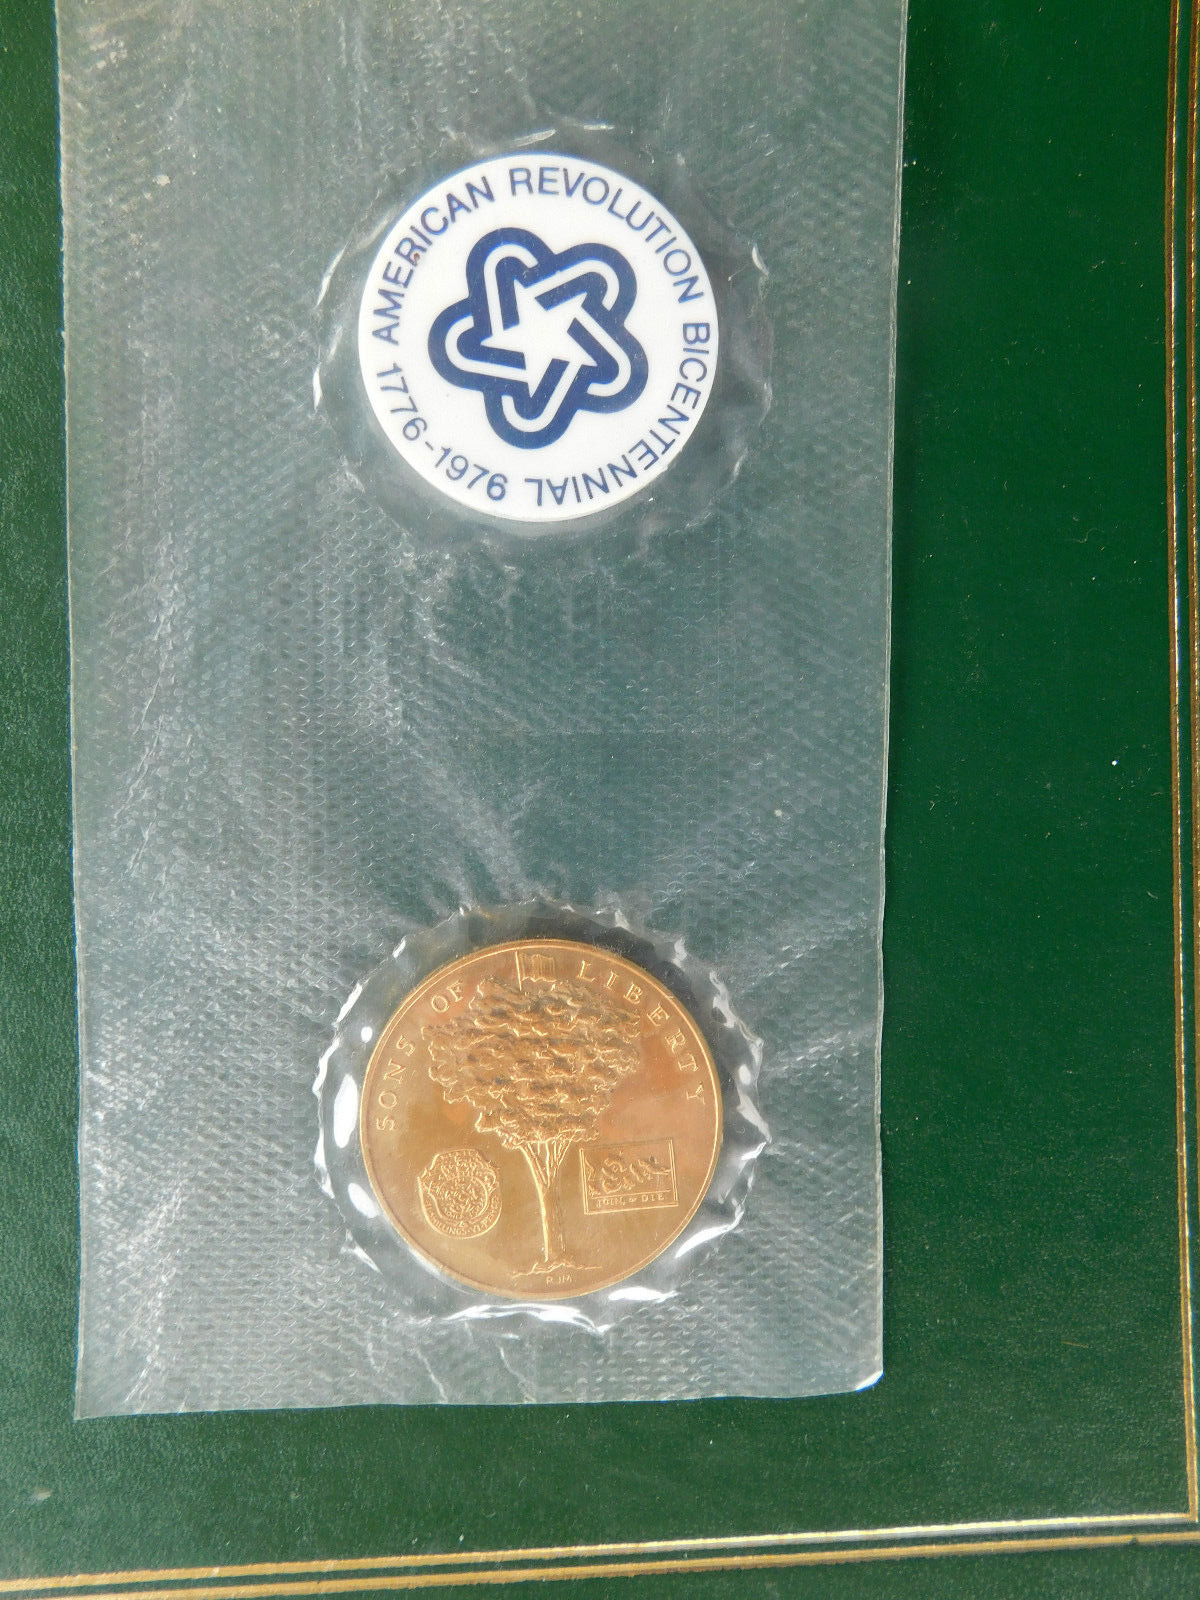 AMERICAN REVOLUTION BICENTENNIAL 1776-1976
SONS OF LIBERTY
JOIN, or DIE
RJM